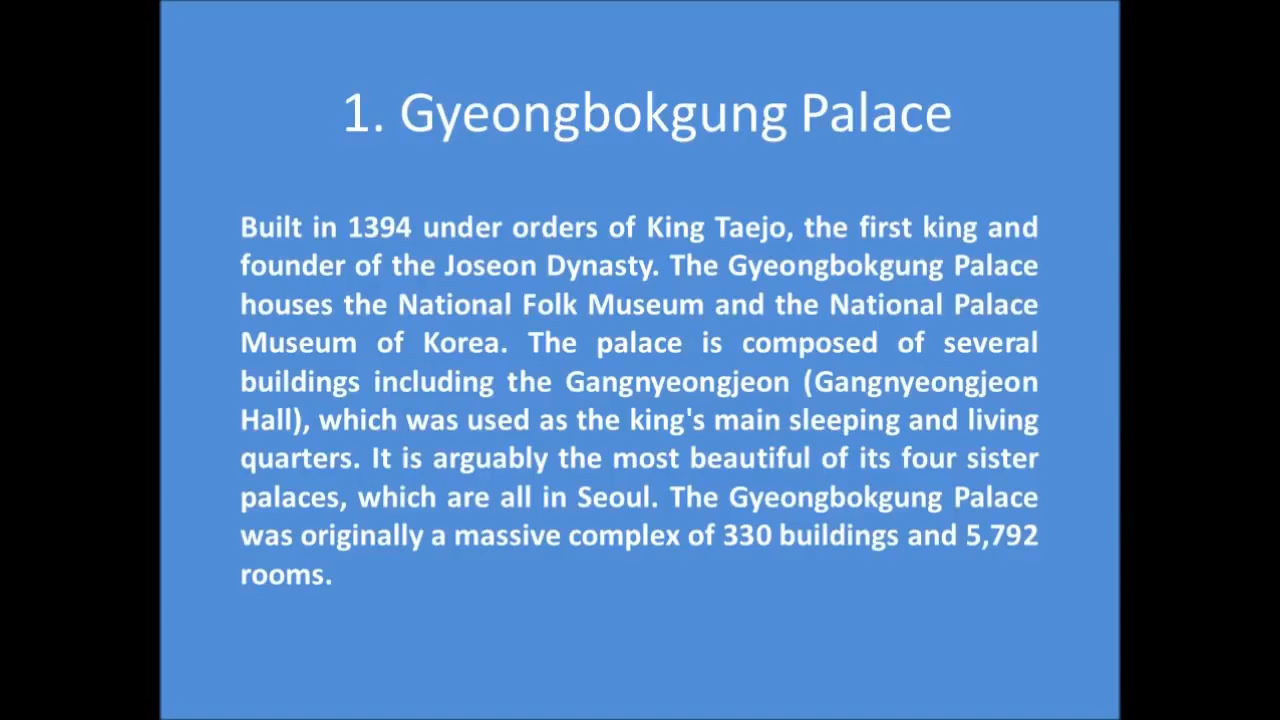 1. Gyeongbokgung Palace
Built in 1394 under orders of King Taejo, the first king and
founder of the Joseon Dynasty. The Gyeongbokgung Palace
houses the National Folk Museum and the National Palace
Museum of Korea. The palace is composed of several
buildings including the Gangnyeongjeon (Gangnyeongjeon
Hall), which was used as the king's main sleeping and living
quarters. It is arguably the most beautiful of its four sister
palaces, which are all in Seoul. The Gyeongbokgung Palace
was originally a massive complex of 330 buildings and 5,792
rooms.